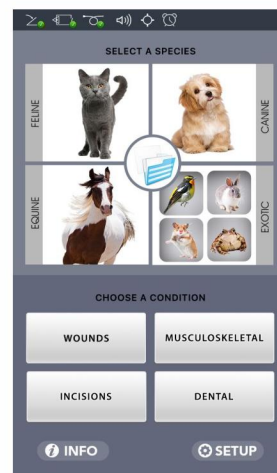 SELECT A SPECIES
FELINE
CANINE
EQUINE
EXOTIC
CHOOSE A CONDITION
WOUNDS
MUSCULOSKELETAL
INCISIONS
DENTAL
INFO
SETUP